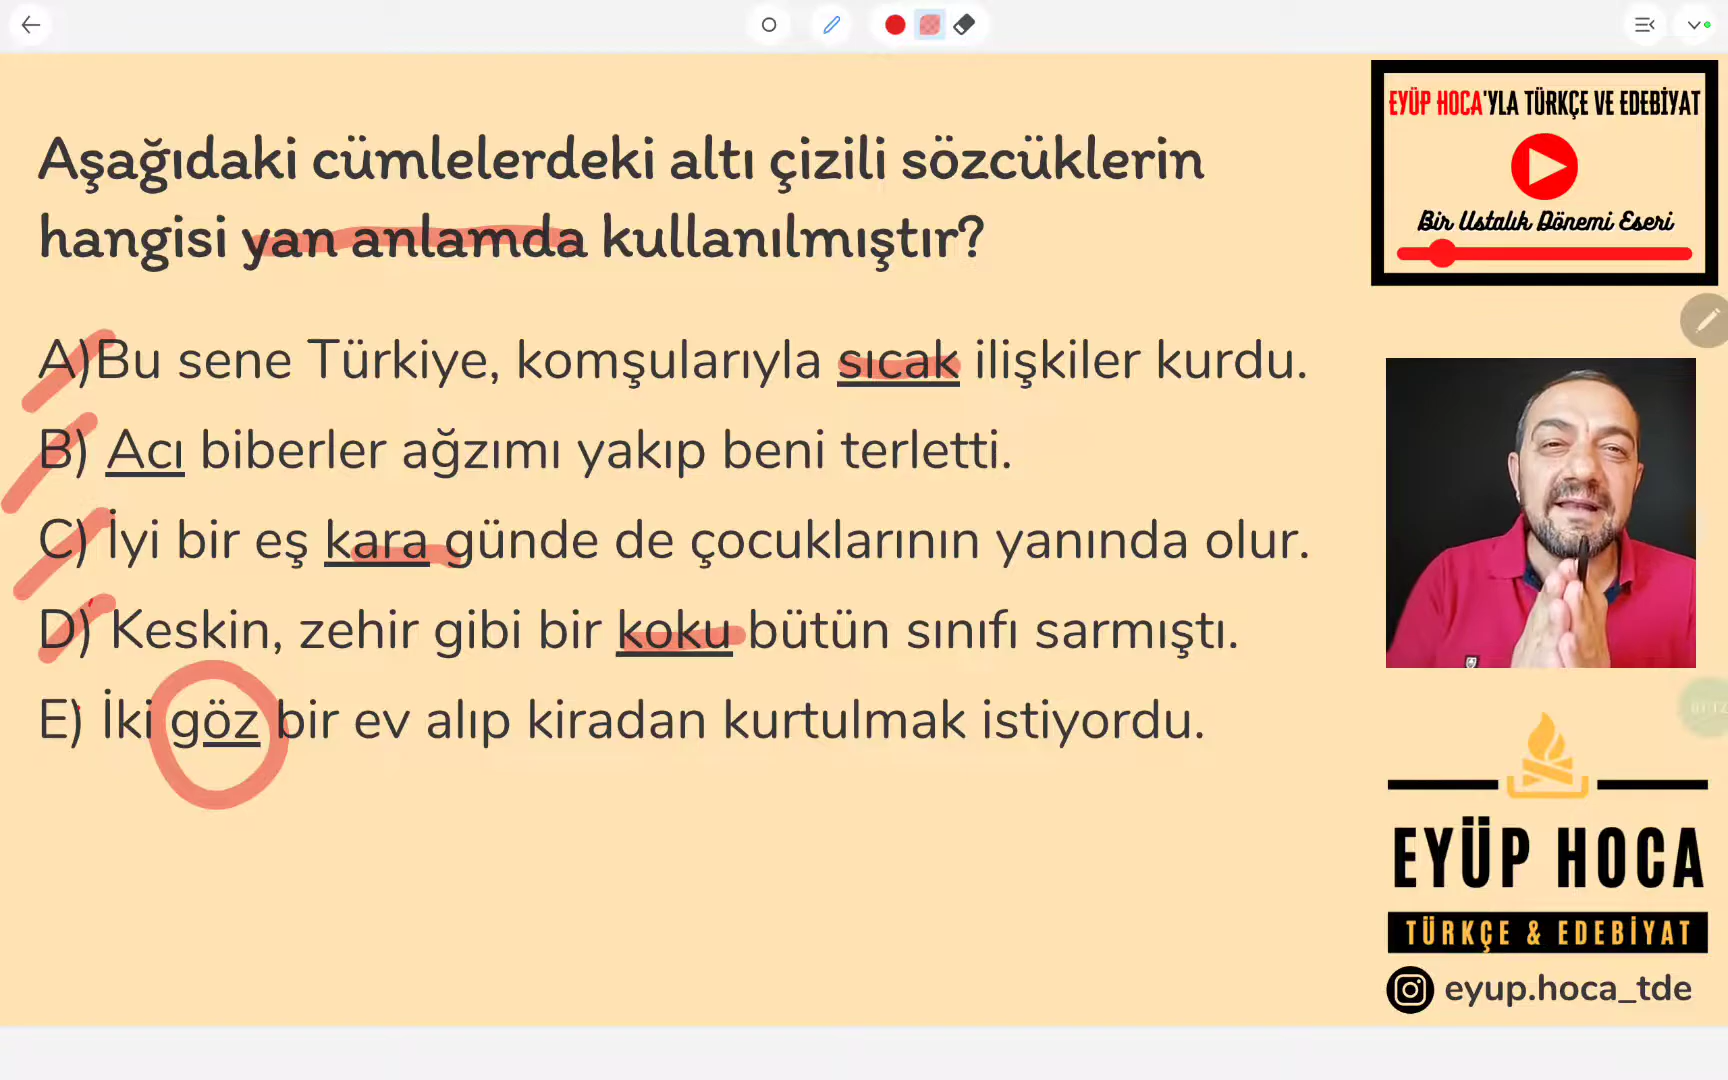 Aşağıdaki cümlelerdeki altı çizili sözcüklerin
hangisi yan anlamda kullanılmıştır?
A)Bu sene Türkiye, komşularıyla sıcak ilişkiler kurdu.
B) Acı biberler ağzımı yakıp beni terletti.
C) İyi bir eş kara günde de çocuklarının yanında olur.
D) Keskin, zehir gibi bir koku bütün sınıfı sarmıştı.
E) İki göz bir ev alıp kiradan kurtulmak istiyordu.
EYÜP HOCA'YLA TÜRKÇE VE EDEBİYAT
Bir Ustalık Dönemi Eseri
EYÜP HOCA
TÜRKÇE & EDEBİYAT
eyup.hoca_tde